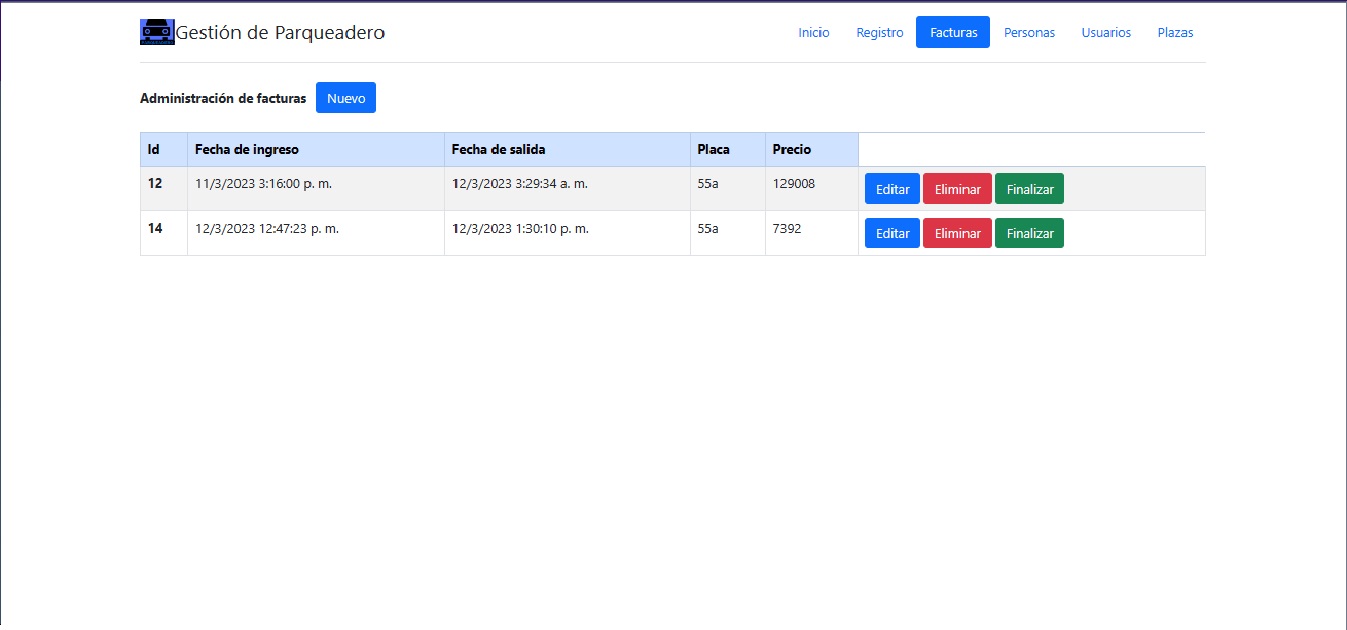 Gestión de Parqueadero Inicio Registro Facturas Personas Usuarios Plazas
Administración de facturas Nuevo
Id Fecha de ingreso Fecha de salida Placa Precio
12 11/3/2023 3:16:00 p. m. 12/3/2023 3:29:34 a. m. 55a 129008 Editar Eliminar Finalizar
14 12/3/2023 12:47:23 p. m. 12/3/2023 1:30:10 p. m. 55a 7392 Editar Eliminar Finalizar